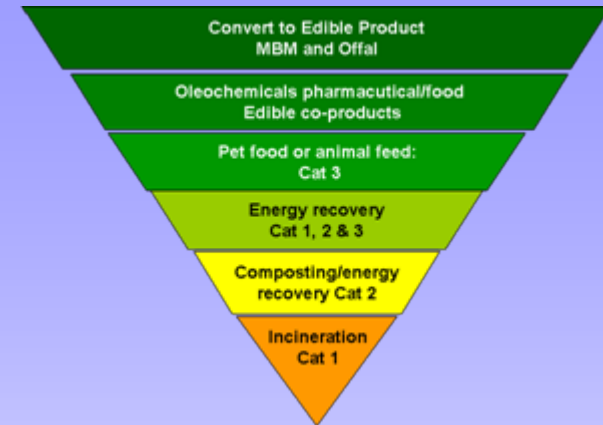 Convert to Edible Product
MBM and Offal
Oleochemicals pharmacutical/food
Edible co-products
Pet food or animal feed:
Cat 3
Energy recovery
Cat 1, 2 & 3
Composting/energy
recovery Cat 2
Incineration
Cat 1